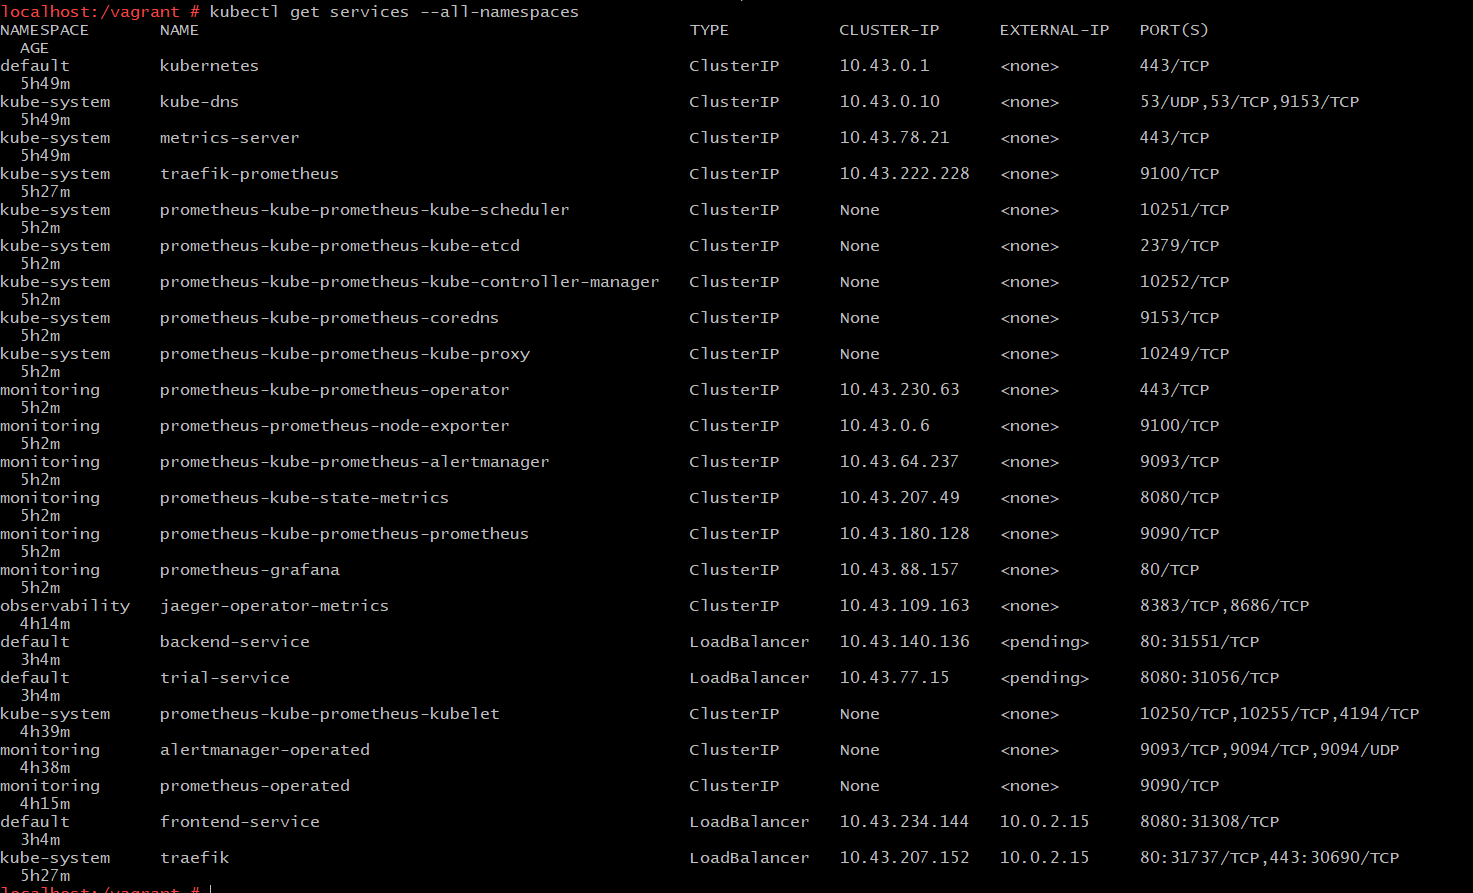 localhost:/vagrant # kubectl get services --all-namespaces
NAMESPACE NAME TYPE CLUSTER-IP EXTERNAL-IP PORT(S)
AGE
default kubernetes ClusterIP 10.43.0.1 <none> 443/TCP
5h49m
kube-system kube-dns ClusterIP 10.43.0.10 <none> 53/UDP,53/TCP,9153/TCP
5h49m
kube-system metrics-server ClusterIP 10.43.78.21 <none> 443/TCP
5h49m
kube-system traefik-prometheus ClusterIP 10.43.222.228 <none> 9100/TCP
5h27m
kube-system prometheus-kube-prometheus-kube-scheduler ClusterIP None <none> 10251/TCP
5h2m
kube-system prometheus-kube-prometheus-kube-etcd ClusterIP None <none> 2379/TCP
5h2m
kube-system prometheus-kube-prometheus-kube-controller-manager ClusterIP None <none> 10252/TCP
5h2m
kube-system prometheus-kube-prometheus-coredns ClusterIP None <none> 9153/TCP
5h2m
kube-system prometheus-kube-prometheus-kube-proxy ClusterIP None <none> 10249/TCP
5h2m
monitoring prometheus-kube-prometheus-operator ClusterIP 10.43.230.63 <none> 443/TCP
5h2m
monitoring prometheus-prometheus-node-exporter ClusterIP 10.43.0.6 <none> 9100/TCP
5h2m
monitoring prometheus-kube-prometheus-alertmanager ClusterIP 10.43.64.237 <none> 9093/TCP
5h2m
monitoring prometheus-kube-state-metrics ClusterIP 10.43.207.49 <none> 8080/TCP
5h2m
monitoring prometheus-kube-prometheus-prometheus ClusterIP 10.43.180.128 <none> 9090/TCP
5h2m
monitoring prometheus-grafana ClusterIP 10.43.88.157 <none> 80/TCP
5h2m
observability jaeger-operator-metrics ClusterIP 10.43.109.163 <none> 8383/TCP,8686/TCP
4h14m
default backend-service LoadBalancer 10.43.140.136 <pending> 80:31551/TCP
3h4m
default trial-service LoadBalancer 10.43.77.15 <pending> 8080:31056/TCP
3h4m
kube-system prometheus-kube-prometheus-kubelet ClusterIP None <none> 10250/TCP,10255/TCP,4194/TCP
4h39m
monitoring alertmanager-operated ClusterIP None <none> 9093/TCP,9094/TCP,9094/UDP
4h38m
monitoring prometheus-operated ClusterIP None <none> 9090/TCP
4h15m
default frontend-service LoadBalancer 10.43.234.144 10.0.2.15 8080:31308/TCP
3h4m
kube-system traefik LoadBalancer 10.43.207.152 10.0.2.15 80:31737/TCP,443:30690/TCP
5h27m
localhost:/vagrant #